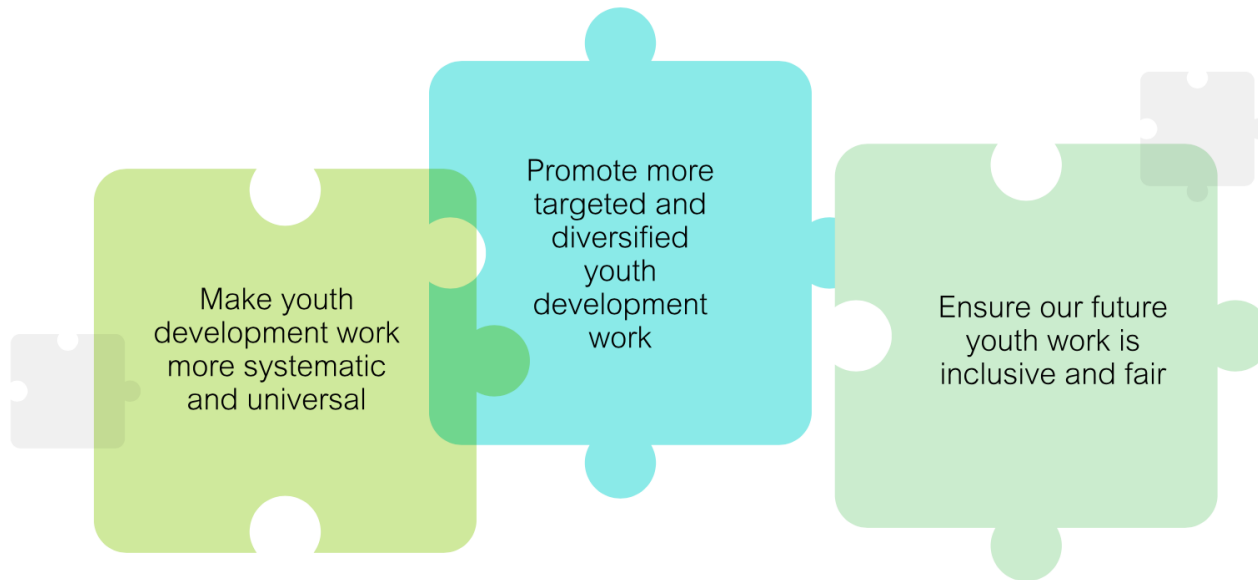 Make youth
development work
more systematic
and universal
Promote more
targeted and
diversified
youth
development
work
Ensure our future
youth work is
inclusive and fair